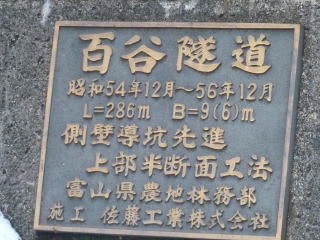 百谷隧道
昭和54年12月～56年12月
L=286m B=9(6)m
側壁導坑先進
上部半断面工法
富山県農地林務部
施工 佐藤工業株式会社